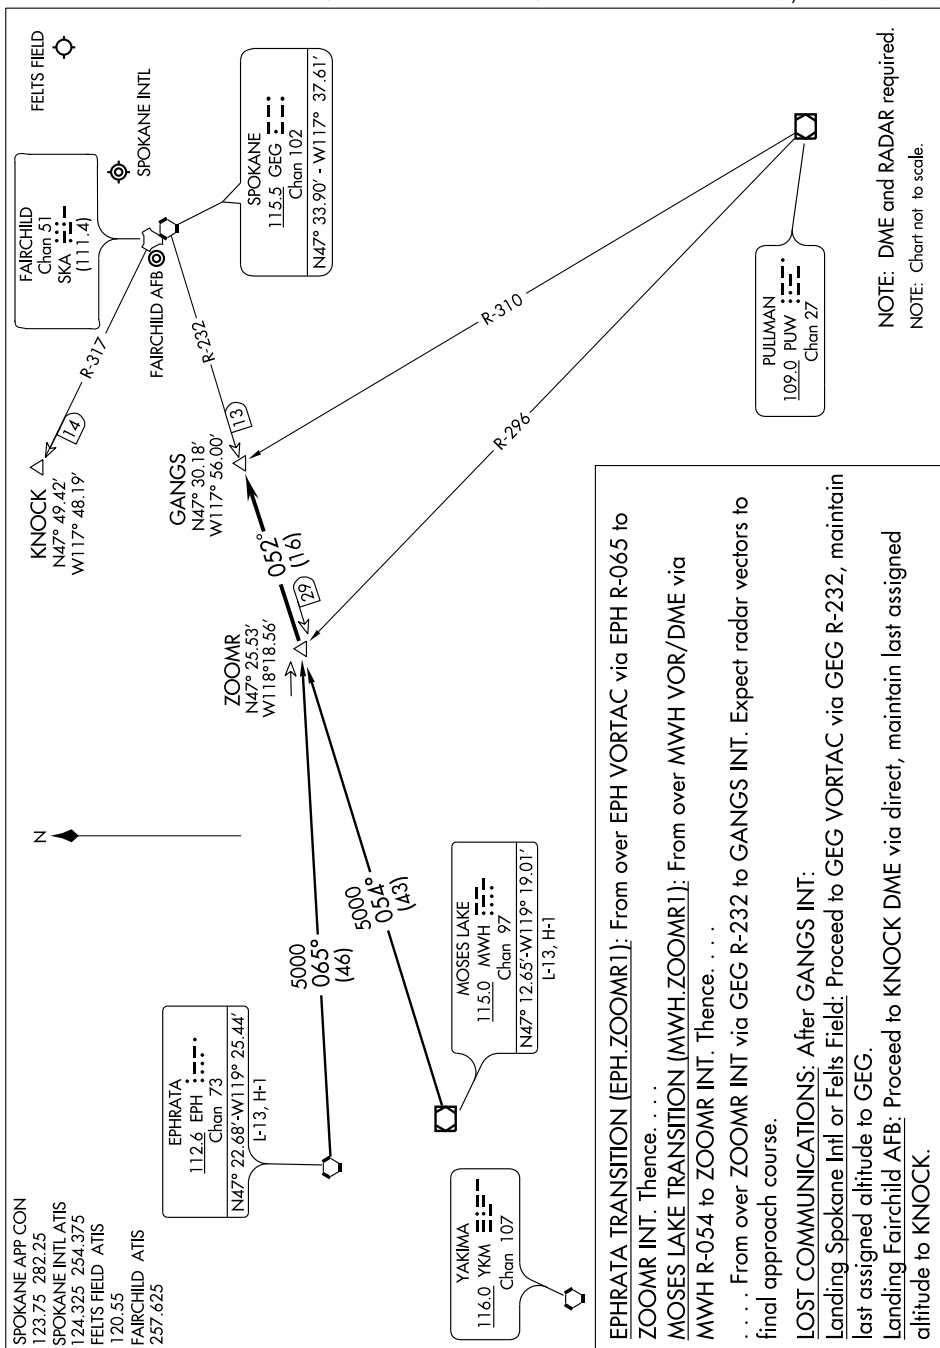 SPOKANE APP CON
123.75 282.25
SPOKANE INTL ATIS
124.325 254.375
FELTS FIELD ATIS
120.55
FAIRCHILD ATIS
257.625
EPHRATA
112.6 EPH
Chan 73
N47° 22.68'-W119° 25.44'
L-13, H-1
YAKIMA
116.0 YKM
Chan 107
MOSES LAKE
115.0 MWH
Chan 97
N47° 12.65'-W119° 19.01'
L-13, H-1
5000
065°
(46)
5000
054°
(43)
N
ZOOMR
N47° 25.53'
W118°18.56'
29
052°
(16)
GANGS
N47° 30.18'
W117° 56.00'
13
R-232
KNOCK
N47° 49.42'
W117° 48.19'
14
R-317
FAIRCHILD AFB
FAIRCHILD
Chan 51
SKA
(111.4)
FELTS FIELD
SPOKANE INTL
SPOKANE
115.5 GEG
Chan 102
N47° 33.90' - W117° 37.61'
R-310
R-296
PULLMAN
109.0 PUW
Chan 27
NOTE: DME and RADAR required.
NOTE: Chart not to scale.
EPHRATA TRANSITION (EPH.ZOOMR1): From over EPH VORTAC via EPH R-065 to
ZOOMR INT. Thence. . . .
MOSES LAKE TRANSITION (MWH.ZOOMR1): From over MWH VOR/DME via
MWH R-054 to ZOOMR INT. Thence. . . .
. . . . From over ZOOMR INT via GEG R-232 to GANGS INT. Expect radar vectors to
final approach course.
LOST COMMUNICATIONS: After GANGS INT:
Landing Spokane Intl or Felts Field: Proceed to GEG VORTAC via GEG R-232, maintain
last assigned altitude to GEG.
Landing Fairchild AFB: Proceed to KNOCK DME via direct, maintain last assigned
altitude to KNOCK.